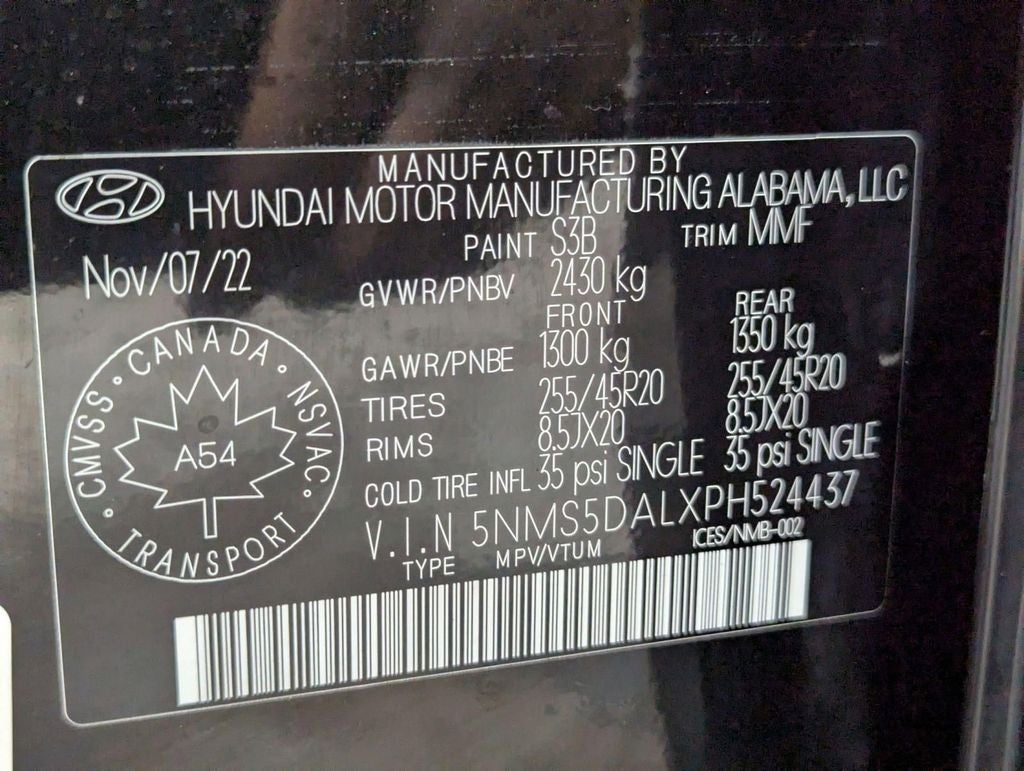 MANUFACTURED BY
HYUNDAI MOTOR MANUFACTURING ALABAMA, LLC
PAINT S3B TRIM MMF
Nov/07/22
GVWR/PNBV 2430 kg
FRONT REAR
GAWR/PNBE 1300 kg 1350 kg
TIRES 255/45R20 255/45R20
RIMS 8.5JX20 8.5JX20
COLD TIRE INFL 35 psi SINGLE 35 psi SINGLE
V.I.N 5NMS5DALXPH524437
TYPE MPV/VTUM ICES/NMB-002
CANADA · NSVAC · TRANSPORT · CMVSS ·
A54